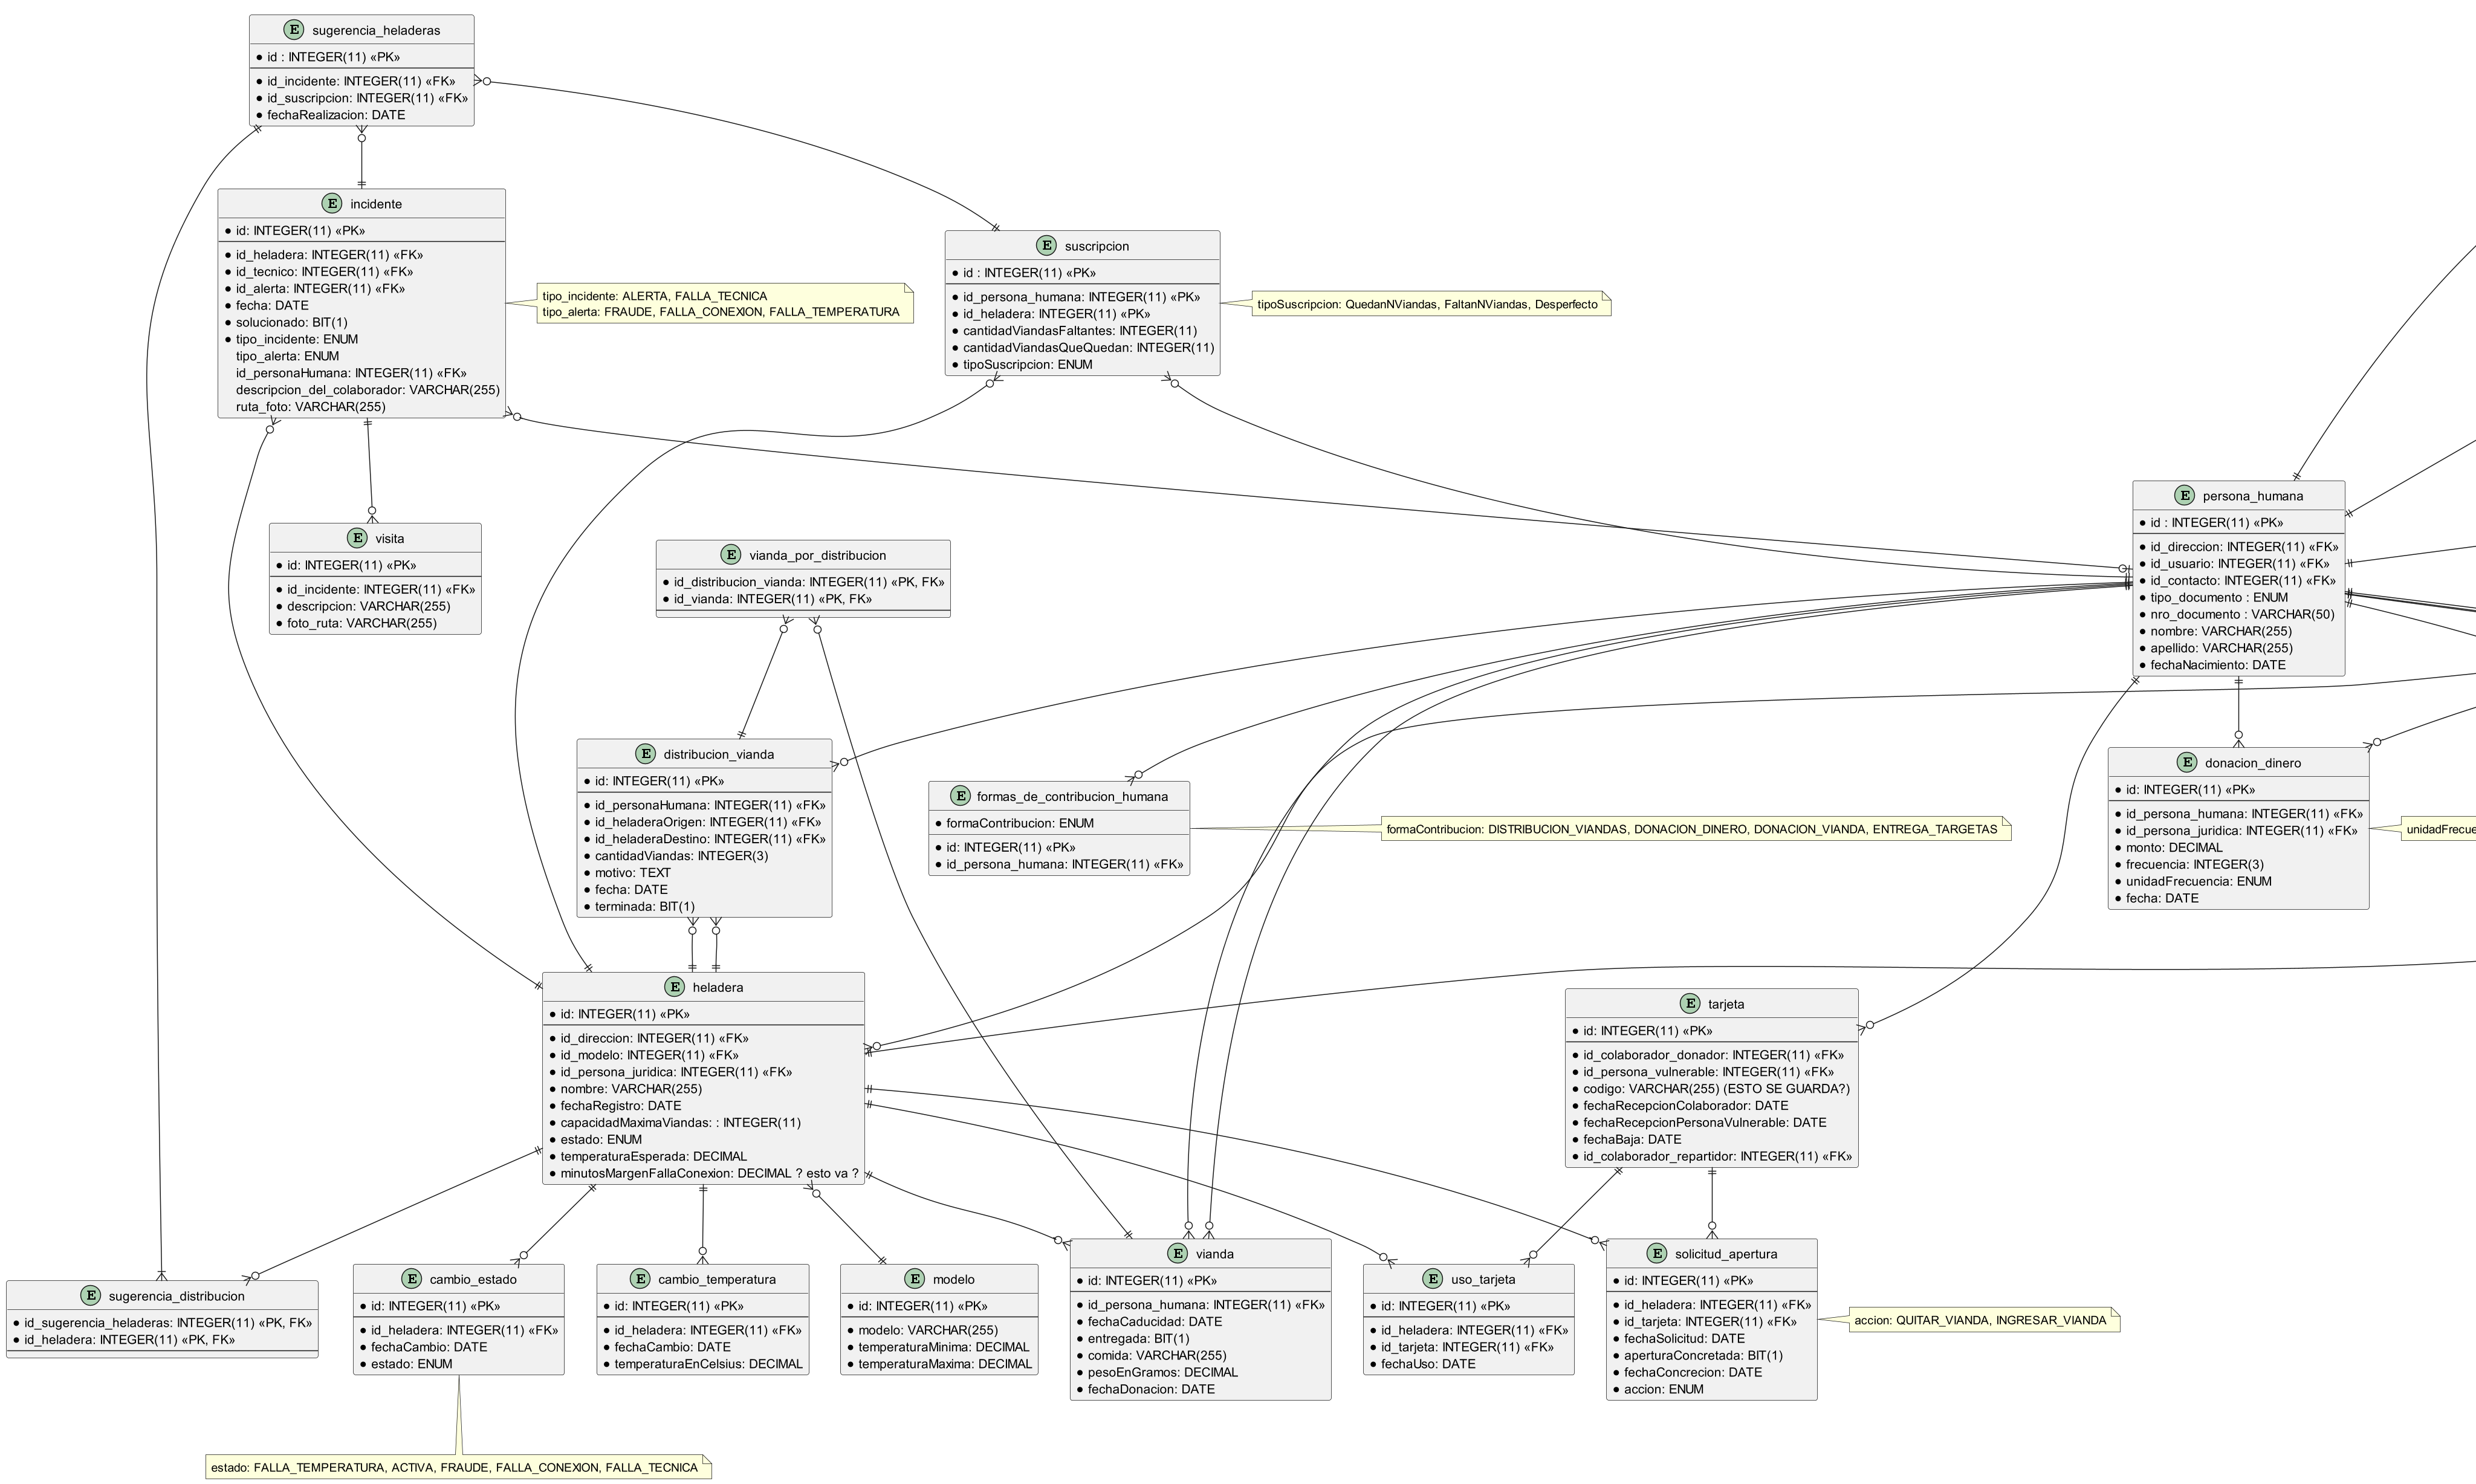 E sugerencia_heladeras
id : INTEGER(11) «PK»
id_incidente: INTEGER(11) «FK»
id_suscripcion: INTEGER(11) «FK»
fechaRealizacion: DATE
E incidente
id: INTEGER(11) «PK»
id_heladera: INTEGER(11) «FK»
id_tecnico: INTEGER(11) «FK»
id_alerta: INTEGER(11) «FK»
fecha: DATE
solucionado: BIT(1)
tipo_incidente: ENUM
tipo_alerta: ENUM
id_personaHumana: INTEGER(11) «FK»
descripcion_del_colaborador: VARCHAR(255)
ruta_foto: VARCHAR(255)
tipo_incidente: ALERTA, FALLA_TECNICA
tipo_alerta: FRAUDE, FALLA_CONEXION, FALLA_TEMPERATURA
E suscripcion
id : INTEGER(11) «PK»
id_persona_humana: INTEGER(11) «PK»
id_heladera: INTEGER(11) «PK»
cantidadViandasFaltantes: INTEGER(11)
cantidadViandasQueQuedan: INTEGER(11)
tipoSuscripcion: ENUM
tipoSuscripcion: QuedanNViandas, FaltanNViandas, Desperfecto
E persona_humana
id : INTEGER(11) «PK»
id_direccion: INTEGER(11) «FK»
id_usuario: INTEGER(11) «FK»
id_contacto: INTEGER(11) «FK»
tipo_documento : ENUM
nro_documento : VARCHAR(50)
nombre: VARCHAR(255)
apellido: VARCHAR(255)
fechaNacimiento: DATE
E visita
id: INTEGER(11) «PK»
id_incidente: INTEGER(11) «FK»
descripcion: VARCHAR(255)
foto_ruta: VARCHAR(255)
E vianda_por_distribucion
id_distribucion_vianda: INTEGER(11) «PK, FK»
id_vianda: INTEGER(11) «PK, FK»
E distribucion_vianda
id: INTEGER(11) «PK»
id_personaHumana: INTEGER(11) «FK»
id_heladeraOrigen: INTEGER(11) «FK»
id_heladeraDestino: INTEGER(11) «FK»
cantidadViandas: INTEGER(3)
motivo: TEXT
fecha: DATE
terminada: BIT(1)
E formas_de_contribucion_humana
formaContribucion: ENUM
id: INTEGER(11) «PK»
id_persona_humana: INTEGER(11) «FK»
formaContribucion: DISTRIBUCION_VIANDAS, DONACION_DINERO, DONACION_VIANDA, ENTREGA_TARGETAS
E donacion_dinero
id: INTEGER(11) «PK»
id_persona_humana: INTEGER(11) «FK»
id_persona_juridica: INTEGER(11) «FK»
monto: DECIMAL
frecuencia: INTEGER(3)
unidadFrecuencia: ENUM
fecha: DATE
unidadFrecue
E heladera
id: INTEGER(11) «PK»
id_direccion: INTEGER(11) «FK»
id_modelo: INTEGER(11) «FK»
id_persona_juridica: INTEGER(11) «FK»
nombre: VARCHAR(255)
fechaRegistro: DATE
capacidadMaximaViandas: : INTEGER(11)
estado: ENUM
temperaturaEsperada: DECIMAL
minutosMargenFallaConexion: DECIMAL ? esto va ?
E tarjeta
id: INTEGER(11) «PK»
id_colaborador_donador: INTEGER(11) «FK»
id_persona_vulnerable: INTEGER(11) «FK»
codigo: VARCHAR(255) (ESTO SE GUARDA?)
fechaRecepcionColaborador: DATE
fechaRecepcionPersonaVulnerable: DATE
fechaBaja: DATE
id_colaborador_repartidor: INTEGER(11) «FK»
E sugerencia_distribucion
id_sugerencia_heladeras: INTEGER(11) «PK, FK»
id_heladera: INTEGER(11) «PK, FK»
E cambio_estado
id: INTEGER(11) «PK»
id_heladera: INTEGER(11) «FK»
fechaCambio: DATE
estado: ENUM
E cambio_temperatura
id: INTEGER(11) «PK»
id_heladera: INTEGER(11) «FK»
fechaCambio: DATE
temperaturaEnCelsius: DECIMAL
E modelo
id: INTEGER(11) «PK»
modelo: VARCHAR(255)
temperaturaMinima: DECIMAL
temperaturaMaxima: DECIMAL
E vianda
id: INTEGER(11) «PK»
id_persona_humana: INTEGER(11) «FK»
fechaCaducidad: DATE
entregada: BIT(1)
comida: VARCHAR(255)
pesoEnGramos: DECIMAL
fechaDonacion: DATE
E uso_tarjeta
id: INTEGER(11) «PK»
id_heladera: INTEGER(11) «FK»
id_tarjeta: INTEGER(11) «FK»
fechaUso: DATE
E solicitud_apertura
id: INTEGER(11) «PK»
id_heladera: INTEGER(11) «FK»
id_tarjeta: INTEGER(11) «FK»
fechaSolicitud: DATE
aperturaConcretada: BIT(1)
fechaConcrecion: DATE
accion: ENUM
accion: QUITAR_VIANDA, INGRESAR_VIANDA
estado: FALLA_TEMPERATURA, ACTIVA, FRAUDE, FALLA_CONEXION, FALLA_TECNICA